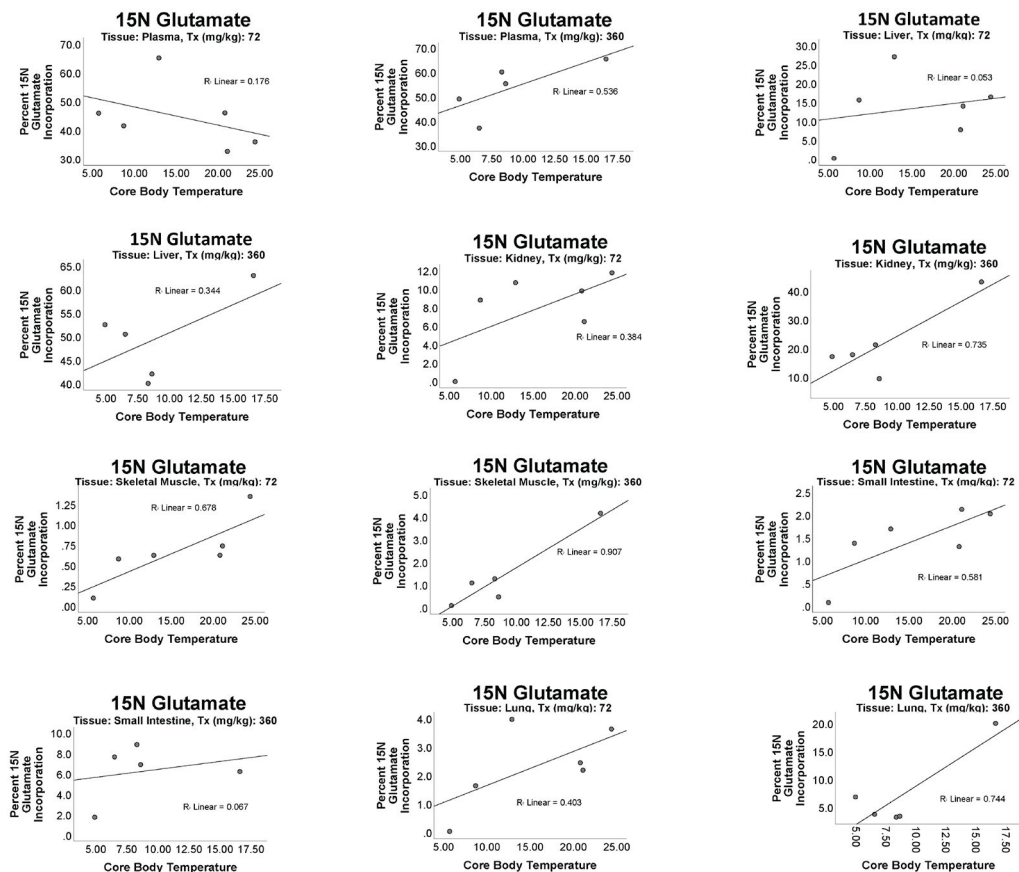 15N Glutamate
Tissue: Plasma, Tx (mg/kg): 72
70.0
60.0
50.0
40.0
30.0
Percent 15N
Glutamate
Incorporation
R· Linear = 0.176
5.00 10.00 15.00 20.00 25.00
Core Body Temperature
15N Glutamate
Tissue: Plasma, Tx (mg/kg): 360
70.0
60.0
50.0
40.0
30.0
Percent 15N
Glutamate
Incorporation
R· Linear = 0.536
5.00 7.50 10.00 12.50 15.00 17.50
Core Body Temperature
15N Glutamate
Tissue: Liver, Tx (mg/kg): 72
30.0
25.0
20.0
15.0
10.0
5.0
.0
Percent 15N
Glutamate
Incorporation
R· Linear = 0.053
5.00 10.00 15.00 20.00 25.00
Core Body Temperature
15N Glutamate
Tissue: Liver, Tx (mg/kg): 360
65.0
60.0
55.0
50.0
45.0
40.0
Percent 15N
Glutamate
Incorporation
R· Linear = 0.344
5.00 7.50 10.00 12.50 15.00 17.50
Core Body Temperature
15N Glutamate
Tissue: Kidney, Tx (mg/kg): 72
12.0
10.0
8.0
6.0
4.0
2.0
.0
Percent 15N
Glutamate
Incorporation
R· Linear = 0.384
5.00 10.00 15.00 20.00 25.00
Core Body Temperature
15N Glutamate
Tissue: Kidney, Tx (mg/kg): 360
40.0
30.0
20.0
10.0
Percent 15N
Glutamate
Incorporation
R· Linear = 0.735
5.00 7.50 10.00 12.50 15.00 17.50
Core Body Temperature
15N Glutamate
Tissue: Skeletal Muscle, Tx (mg/kg): 72
1.25
1.00
.75
.50
.25
.00
Percent 15N
Glutamate
Incorporation
R· Linear = 0.678
5.00 10.00 15.00 20.00 25.00
Core Body Temperature
15N Glutamate
Tissue: Skeletal Muscle, Tx (mg/kg): 360
5.0
4.0
3.0
2.0
1.0
.0
Percent 15N
Glutamate
Incorporation
R· Linear = 0.907
5.00 7.50 10.00 12.50 15.00 17.50
Core Body Temperature
15N Glutamate
Tissue: Small Intestine, Tx (mg/kg): 72
2.5
2.0
1.5
1.0
.5
.0
Percent 15N
Glutamate
Incorporation
R· Linear = 0.581
5.00 10.00 15.00 20.00 25.00
Core Body Temperature
15N Glutamate
Tissue: Small Intestine, Tx (mg/kg): 360
10.0
8.0
6.0
4.0
2.0
.0
Percent 15N
Glutamate
Incorporation
R· Linear = 0.067
5.00 7.50 10.00 12.50 15.00 17.50
Core Body Temperature
15N Glutamate
Tissue: Lung, Tx (mg/kg): 72
4.0
3.0
2.0
1.0
.0
Percent 15N
Glutamate
Incorporation
R· Linear = 0.403
5.00 10.00 15.00 20.00 25.00
Core Body Temperature
15N Glutamate
Tissue: Lung, Tx (mg/kg): 360
20.0
15.0
10.0
5.0
Percent 15N
Glutamate
Incorporation
R· Linear = 0.744
5.00 7.50 10.00 12.50 15.00 17.50
Core Body Temperature